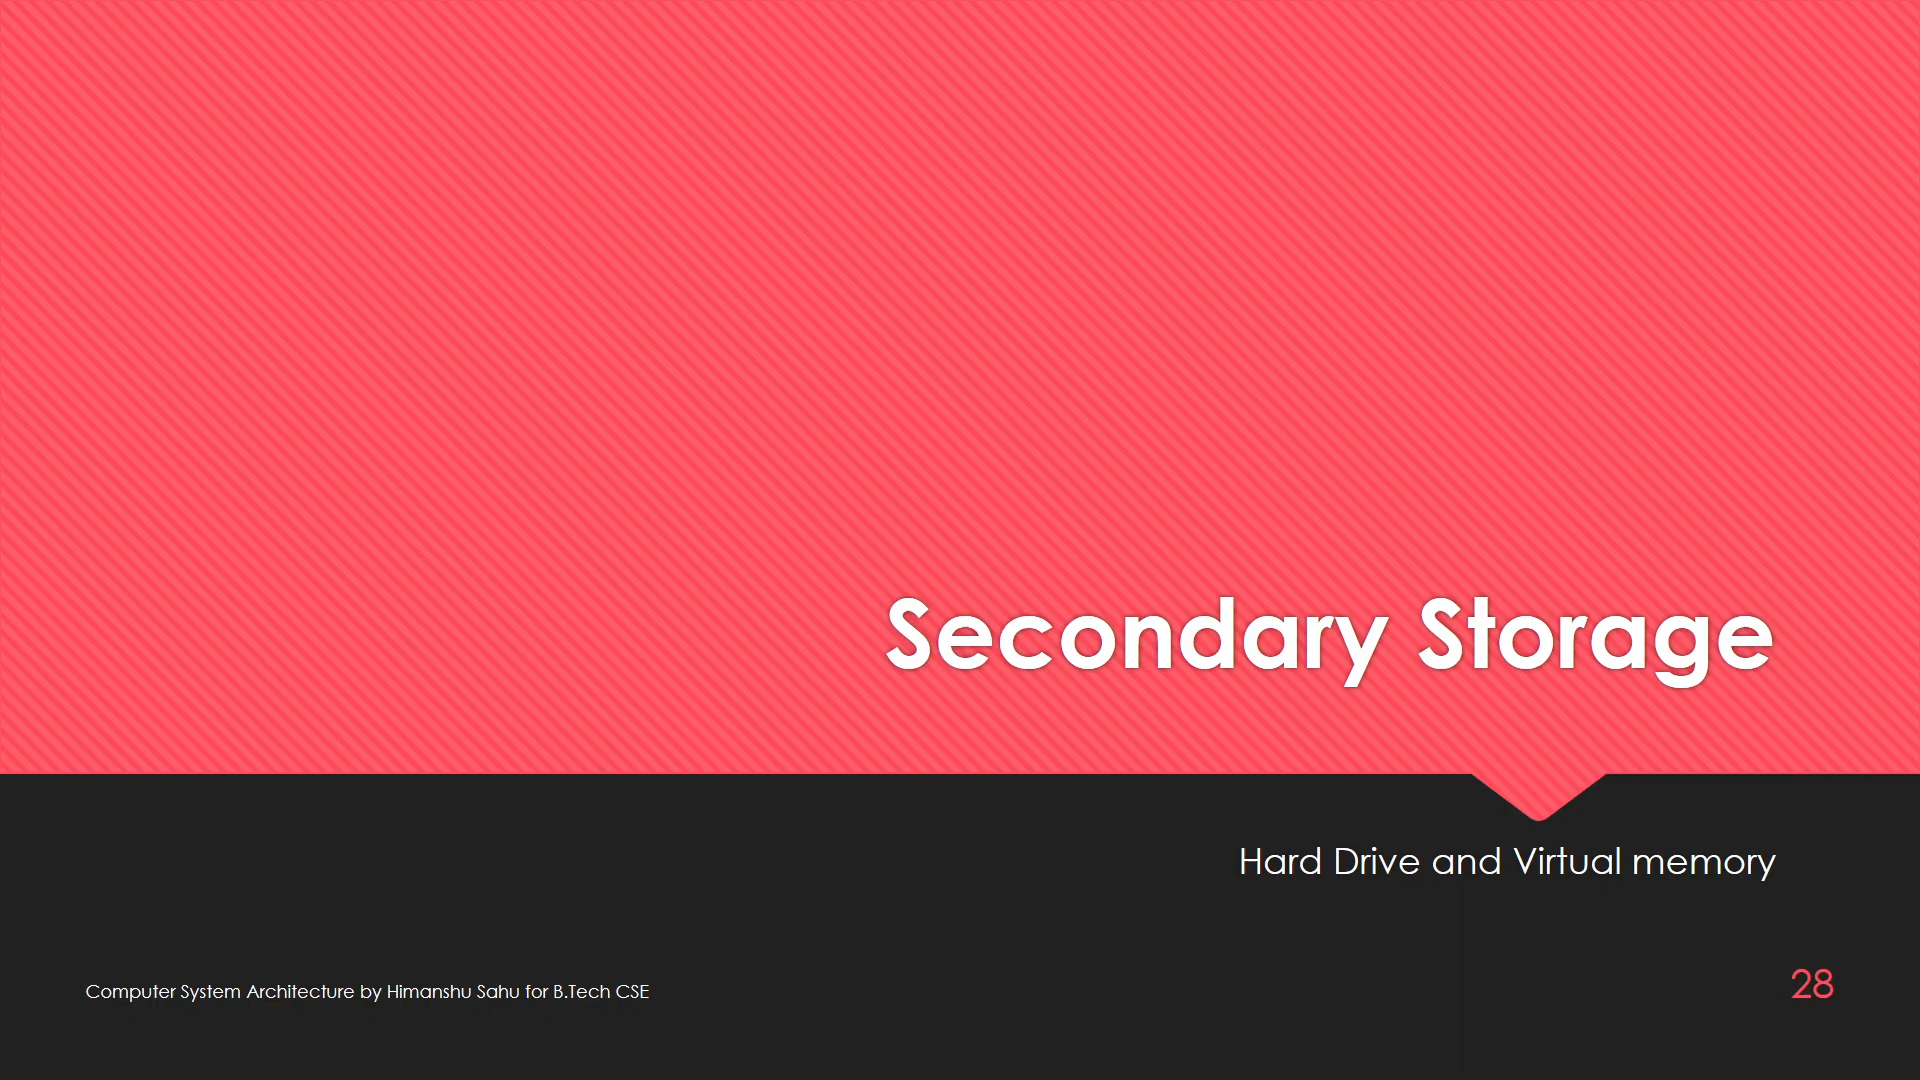 Secondary Storage
Hard Drive and Virtual memory
Computer System Architecture by Himanshu Sahu for B.Tech CSE
28